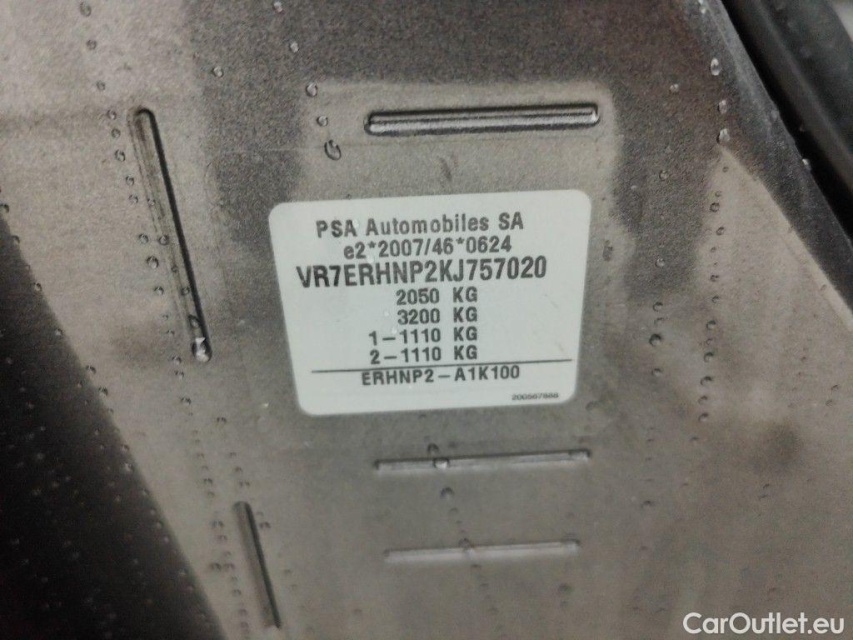 PSA Automobiles SA
e2*2007/46*0624
VR7ERHNP2KJ757020
2050 KG
3200 KG
1-1110 KG
2-1110 KG
ERHNP2-A1K100
CarOutlet.eu